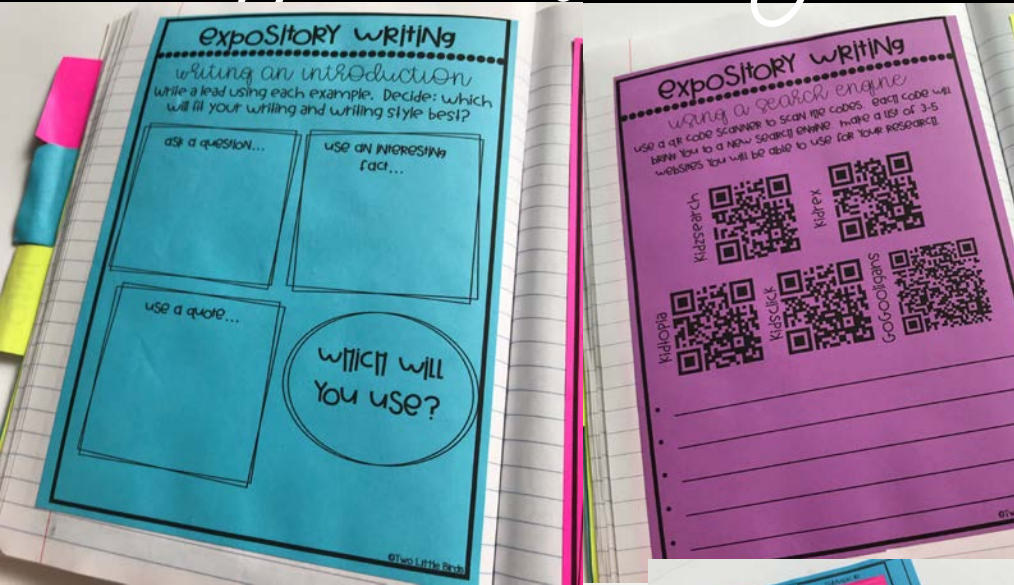 expository writing
writing an introduction
write a lead using each example. Decide: which
will fit your writing and writing style best?
ask a question...
use an interesting
fact...
use a quote...
which will
you use?
©Two Little Birds
expository writing
using a search engine
use a qr code scanner to scan the codes. each code will
bring you to a new search engine. make a list of 3-5
websites you will be able to use for your research.
Kidzsearch
Kidrex
Kidtopia
Kidsclick
GoGooligans